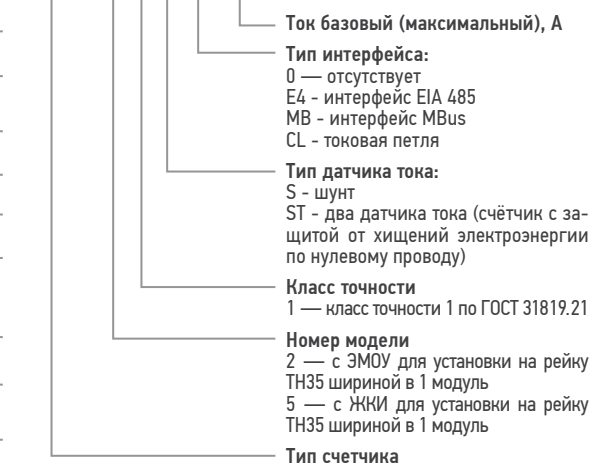 Ток базовый (максимальный), А
Тип интерфейса:
0 — отсутствует
E4 - интерфейс EIA 485
MB - интерфейс MBus
CL - токовая петля
Тип датчика тока:
S - шунт
ST - два датчика тока (счётчик с за-
щитой от хищений электроэнергии
по нулевому проводу)
Класс точности
1 — класс точности 1 по ГОСТ 31819.21
Номер модели
2 — с ЭМОУ для установки на рейку
ТН35 шириной в 1 модуль
5 — с ЖКИ для установки на рейку
ТН35 шириной в 1 модуль
Тип счетчика